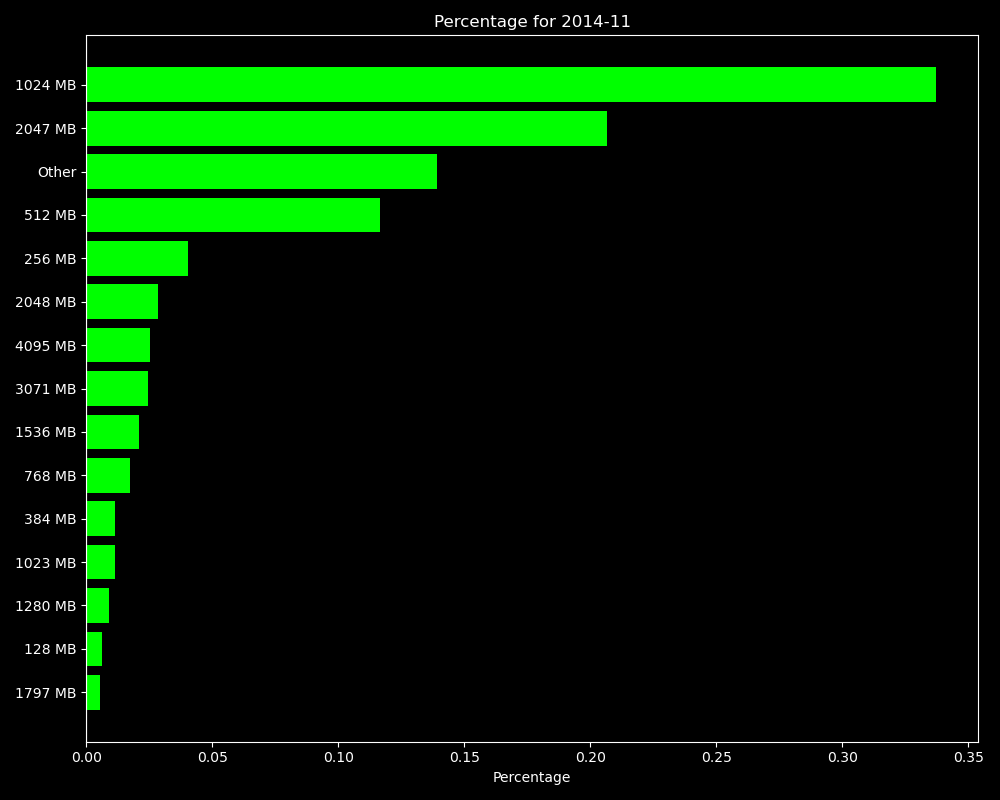 Percentage for 2014-11
1024 MB
2047 MB
Other
512 MB
256 MB
2048 MB
4095 MB
3071 MB
1536 MB
768 MB
384 MB
1023 MB
1280 MB
128 MB
1797 MB
0.00 0.05 0.10 0.15 0.20 0.25 0.30 0.35
Percentage